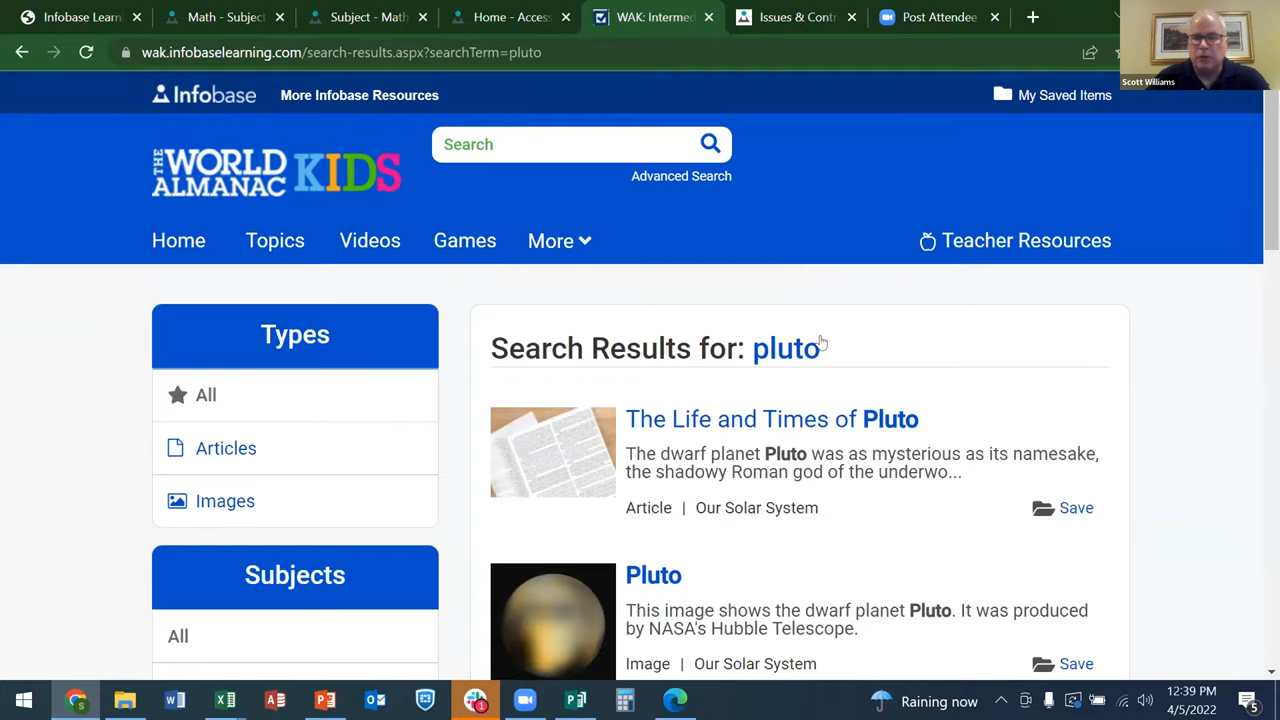 Infobase Learni
Math - Subject
Subject - Math
Home - Access
WAK: Intermed
Issues & Contr
Post Attendee
wak.infobaselearning.com/search-results.aspx?searchTerm=pluto
Scott Williams
Infobase
More Infobase Resources
My Saved Items
THE WORLD ALMANAC KIDS
Search
Advanced Search
Home
Topics
Videos
Games
More
Teacher Resources
Types
All
Articles
Images
Subjects
All
Search Results for: pluto
The Life and Times of Pluto
The dwarf planet Pluto was as mysterious as its namesake,
the shadowy Roman god of the underwo...
Article | Our Solar System
Save
Pluto
This image shows the dwarf planet Pluto. It was produced
by NASA's Hubble Telescope.
Image | Our Solar System
Save
Raining now
12:39 PM
4/5/2022
5